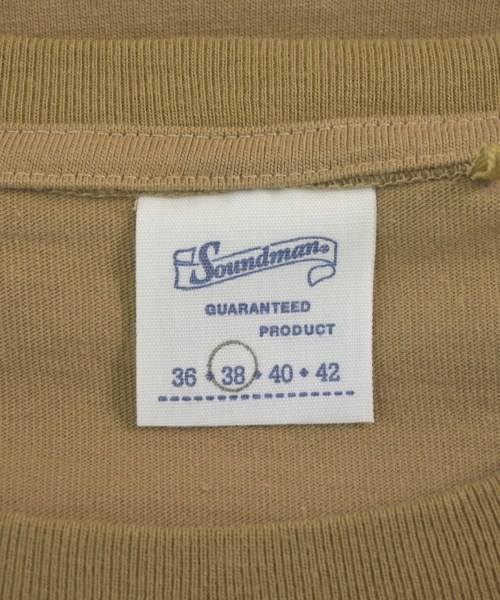 Soundman
GUARANTEED
PRODUCT
36 • 38 • 40 • 42